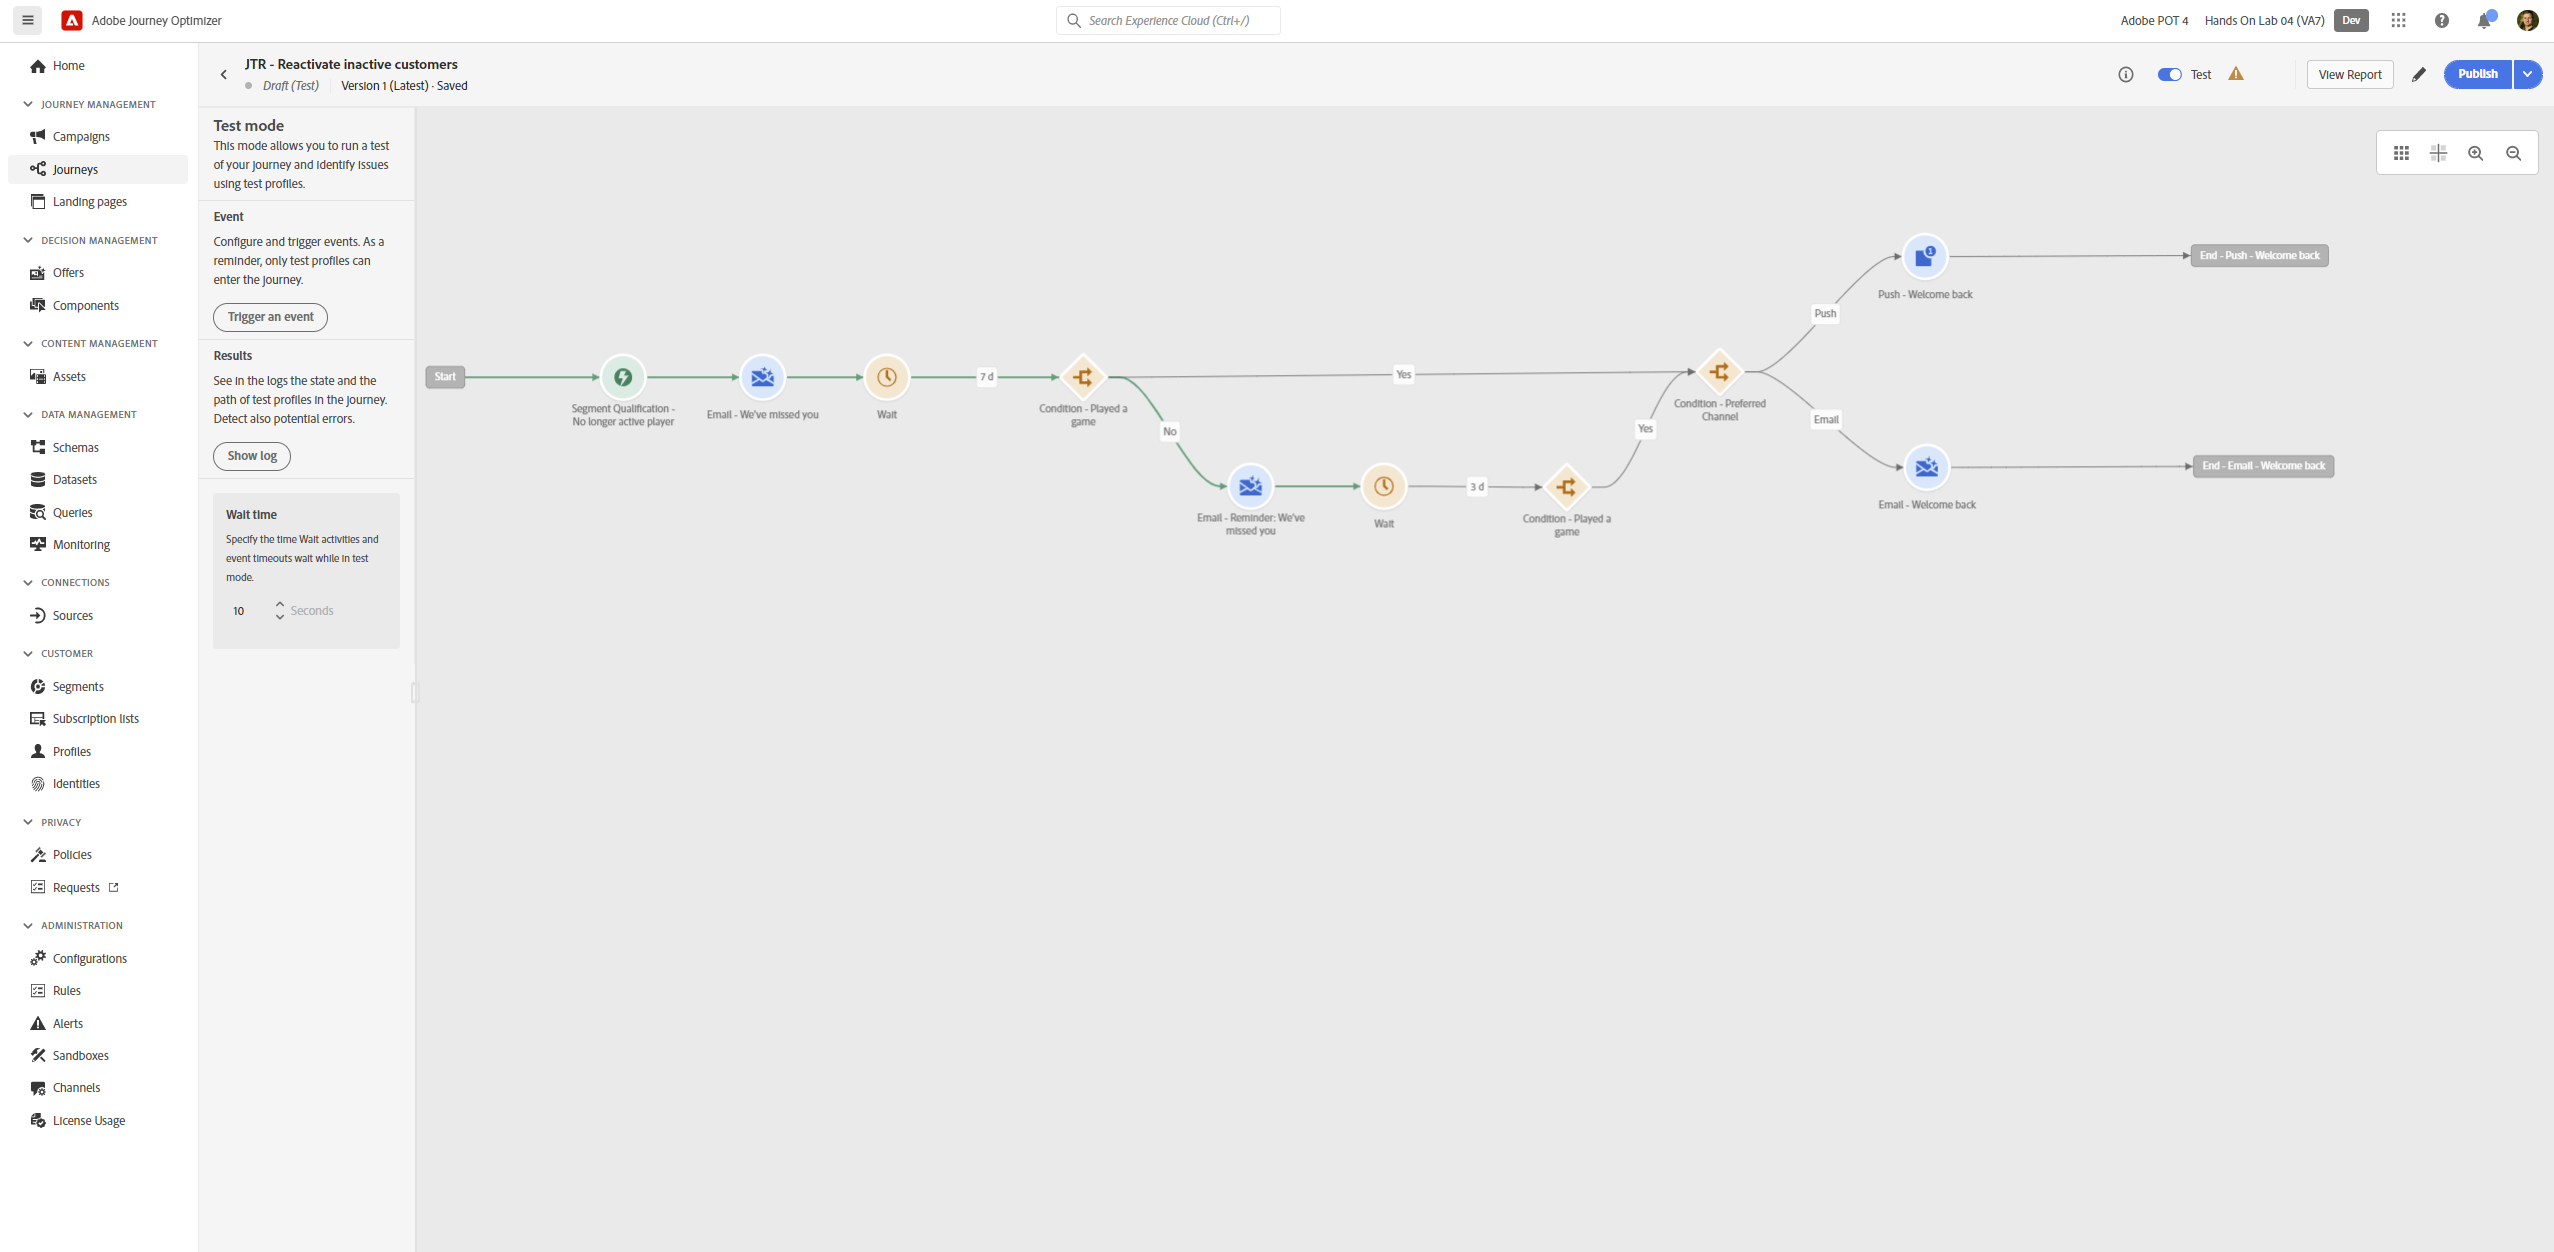 Adobe Journey Optimizer
Search Experience Cloud (Ctrl+/)
Adobe POT 4
Hands On Lab 04 (VA7)
Dev
Home
JOURNEY MANAGEMENT
Campaigns
Journeys
Landing pages
DECISION MANAGEMENT
Offers
Components
CONTENT MANAGEMENT
Assets
DATA MANAGEMENT
Schemas
Datasets
Queries
Monitoring
CONNECTIONS
Sources
CUSTOMER
Segments
Subscription lists
Profiles
Identities
PRIVACY
Policies
Requests
ADMINISTRATION
Configurations
Rules
Alerts
Sandboxes
Channels
License Usage
JTR - Reactivate inactive customers
Draft (Test)
Version 1 (Latest) · Saved
Test
View Report
Publish
Test mode
This mode allows you to run a test
of your journey and identify issues
using test profiles.
Event
Configure and trigger events. As a
reminder, only test profiles can
enter the journey.
Trigger an event
Results
See in the logs the state and the
path of test profiles in the journey.
Detect also potential errors.
Show log
Wait time
Specify the time Wait activities and
event timeouts wait while in test
mode.
10
Seconds
Start
Segment Qualification -
No longer active player
Email - We've missed you
Wait
7 d
Condition - Played a
game
Yes
No
Email - Reminder: We've
missed you
Wait
3 d
Condition - Played a
game
Yes
Condition - Preferred
Channel
Push
1
Push - Welcome back
End - Push - Welcome back
Email
Email - Welcome back
End - Email - Welcome back